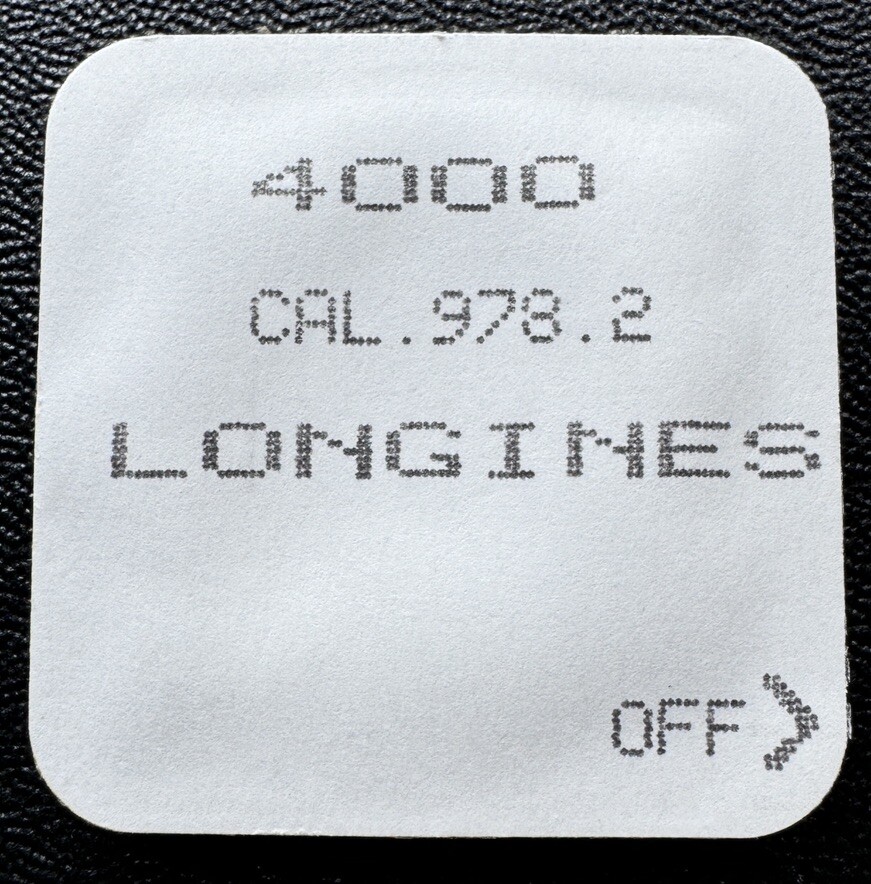 4000
CAL.978.2
LONGINES
OFF>